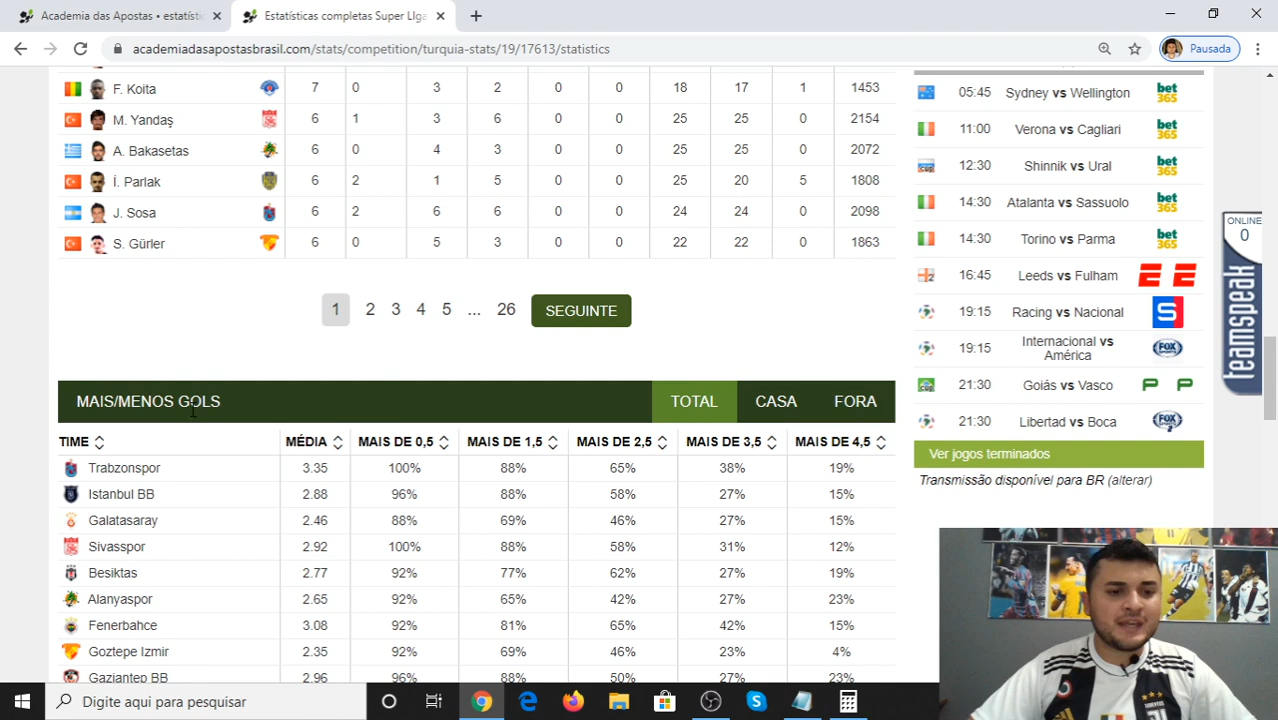 Academia das Apostas • estatístic
Estatísticas completas Super LIga
academiadasapostasbrasil.com/stats/competition/turquia-stats/19/17613/statistics
Pausada
F. Koita 7 0 3 2 0 0 18 17 1 1453
M. Yandaş 6 1 3 6 0 0 25 25 0 2154
A. Bakasetas 6 0 4 3 0 0 25 25 0 2072
İ. Parlak 6 2 1 5 0 0 25 20 5 1808
J. Sosa 6 2 6 6 0 0 24 24 0 2098
S. Gürler 6 0 5 3 0 0 22 22 0 1863
1 2 3 4 5 ... 26 SEGUINTE
MAIS/MENOS GOLS TOTAL CASA FORA
TIME MÉDIA MAIS DE 0,5 MAIS DE 1,5 MAIS DE 2,5 MAIS DE 3,5 MAIS DE 4,5
Trabzonspor 3.35 100% 88% 65% 38% 19%
Istanbul BB 2.88 96% 88% 58% 27% 15%
Galatasaray 2.46 88% 69% 46% 27% 15%
Sivasspor 2.92 100% 88% 58% 31% 12%
Besiktas 2.77 92% 77% 62% 27% 19%
Alanyaspor 2.65 92% 65% 42% 27% 23%
Fenerbahce 3.08 92% 81% 65% 42% 15%
Goztepe Izmir 2.35 92% 69% 46% 23% 4%
Gaziantep BB 2.96 96% 88% 50% 27% 23%
05:45 Sydney vs Wellington bet365
11:00 Verona vs Cagliari bet365
12:30 Shinnik vs Ural bet365
14:30 Atalanta vs Sassuolo bet365
14:30 Torino vs Parma bet365
16:45 Leeds vs Fulham
19:15 Racing vs Nacional S
19:15 Internacional vs América FOX
21:30 Goiás vs Vasco P P
21:30 Libertad vs Boca FOX
Ver jogos terminados
Transmissão disponível para BR (alterar)
ONLINE
0
teamspeak
Digite aqui para pesquisar